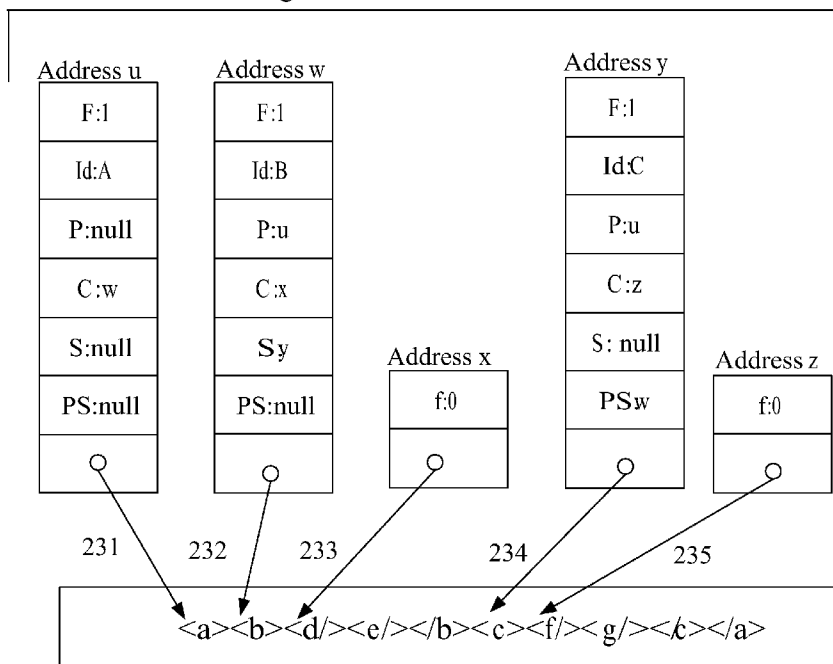 Address u
Address w
Address y
F:1
Id:A
P:null
C:w
S:null
PS:null
F:1
Id:B
P:u
C:x
Sy
PS:null
Address x
f:0
F:1
Id:C
P:u
C:z
S: null
PSw
Address z
f:0
231
232
233
234
235
<a><b><d/><e/></b><c><f/><g/></c></a>